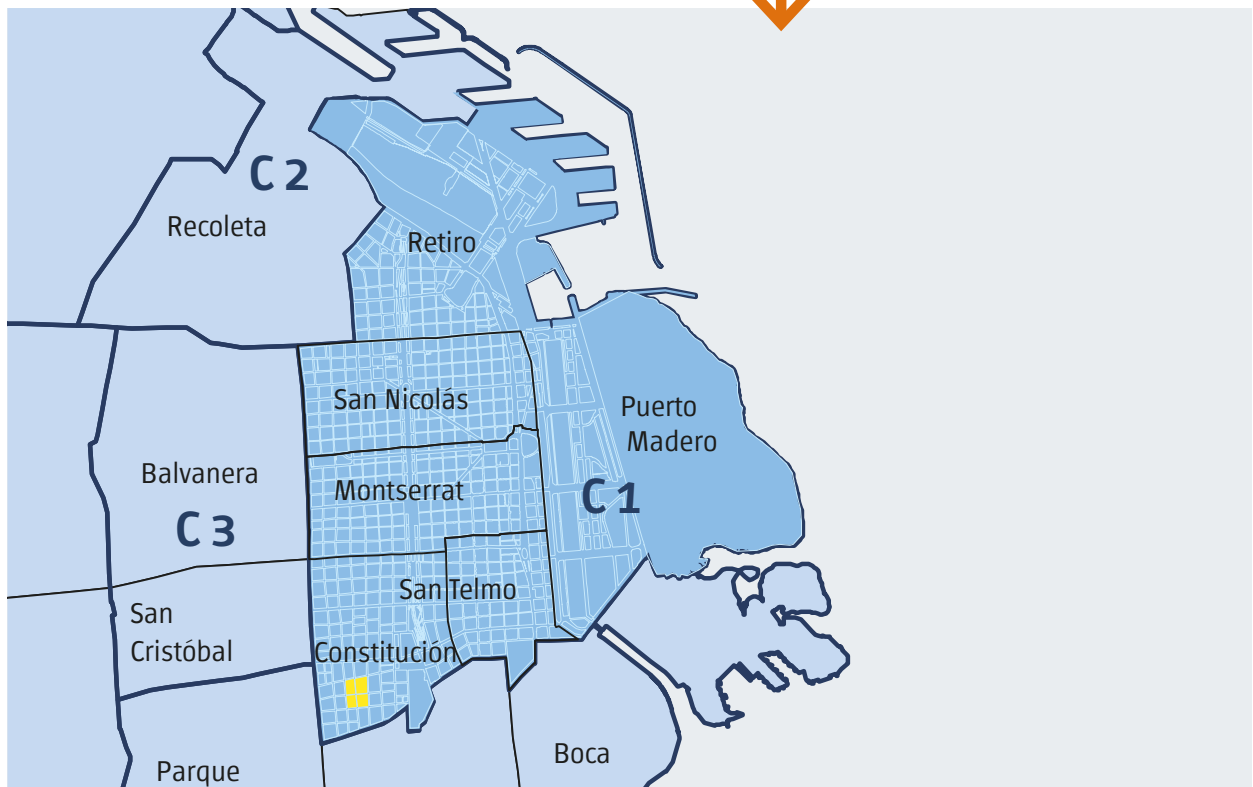 C 2
Recoleta
Retiro
San Nicolás
Puerto
Madero
Balvanera
Montserrat
C 1
C 3
San Telmo
San
Cristóbal
Constitución
Boca
Parque